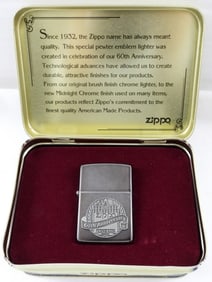 Since 1932, the Zippo name has always meant
quality. This special pewter emblem lighter was
created in celebration of our 60th Anniversary.
Technological advances have allowed us to create
durable, attractive finishes for our products.
From our original brush finish chrome lighter, to the
new Midnight Chrome finish used on many items,
our products reflect Zippo's commitment to the
finest quality American Made Products.
zippo
60th Anniversary